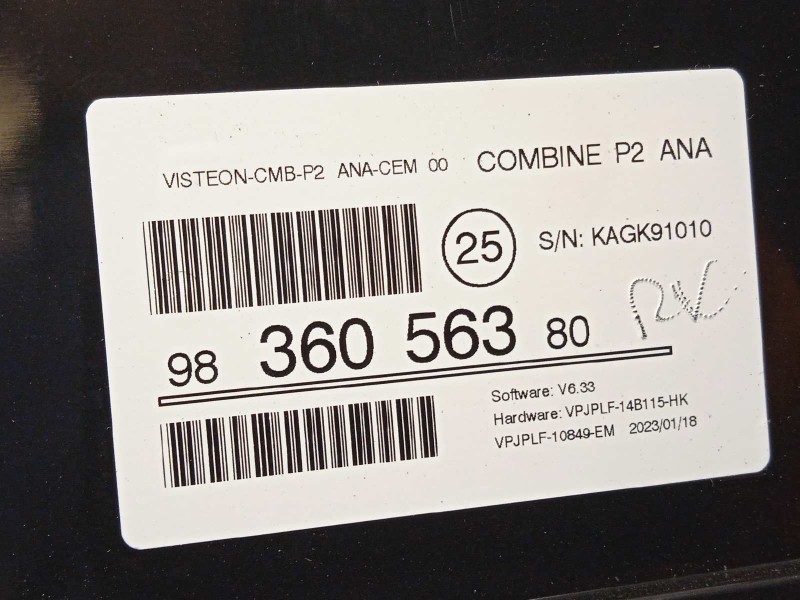 VISTEON-CMB-P2 ANA-CEM 00 COMBINE P2 ANA
25 S/N: KAGK91010
98 360 563 80
Software: V6.33
Hardware: VPJPLF-14B115-HK
VPJPLF-10849-EM 2023/01/18